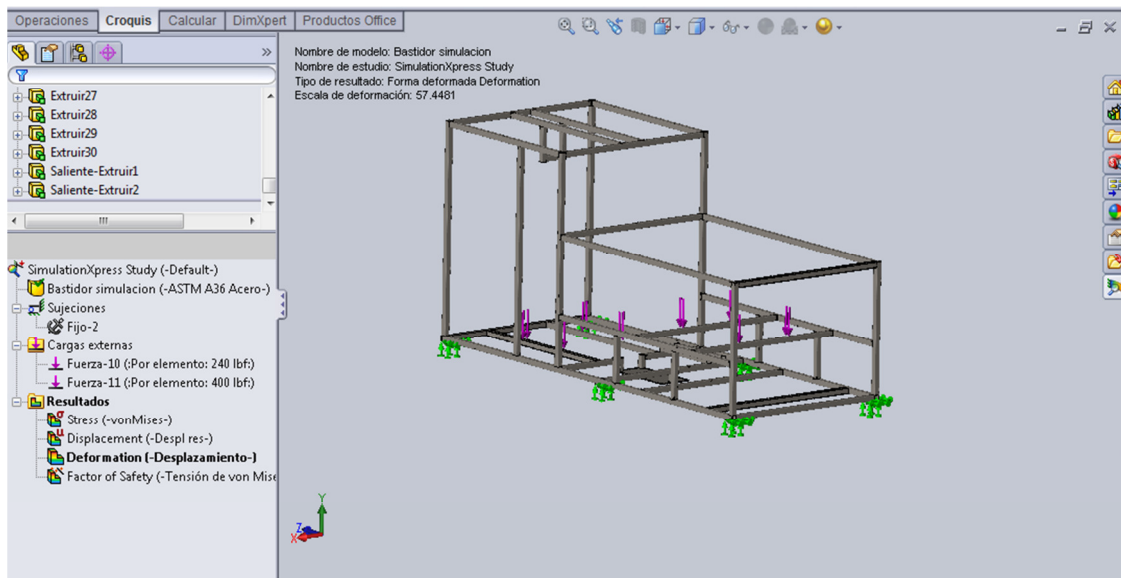 Operaciones Croquis Calcular DimXpert Productos Office
Nombre de modelo: Bastidor simulacion
Nombre de estudio: SimulationXpress Study
Tipo de resultado: Forma deformada Deformation
Escala de deformación: 57.4481
Extruir27
Extruir28
Extruir29
Extruir30
Saliente-Extruir1
Saliente-Extruir2
SimulationXpress Study (-Default-)
Bastidor simulacion (-ASTM A36 Acero-)
Sujeciones
Fijo-2
Cargas externas
Fuerza-10 (:Por elemento: 240 lbf:)
Fuerza-11 (:Por elemento: 400 lbf:)
Resultados
Stress (-vonMises-)
Displacement (-Despl res-)
Deformation (-Desplazamiento-)
Factor of Safety (-Tensión de von Mise
Y
Z
X